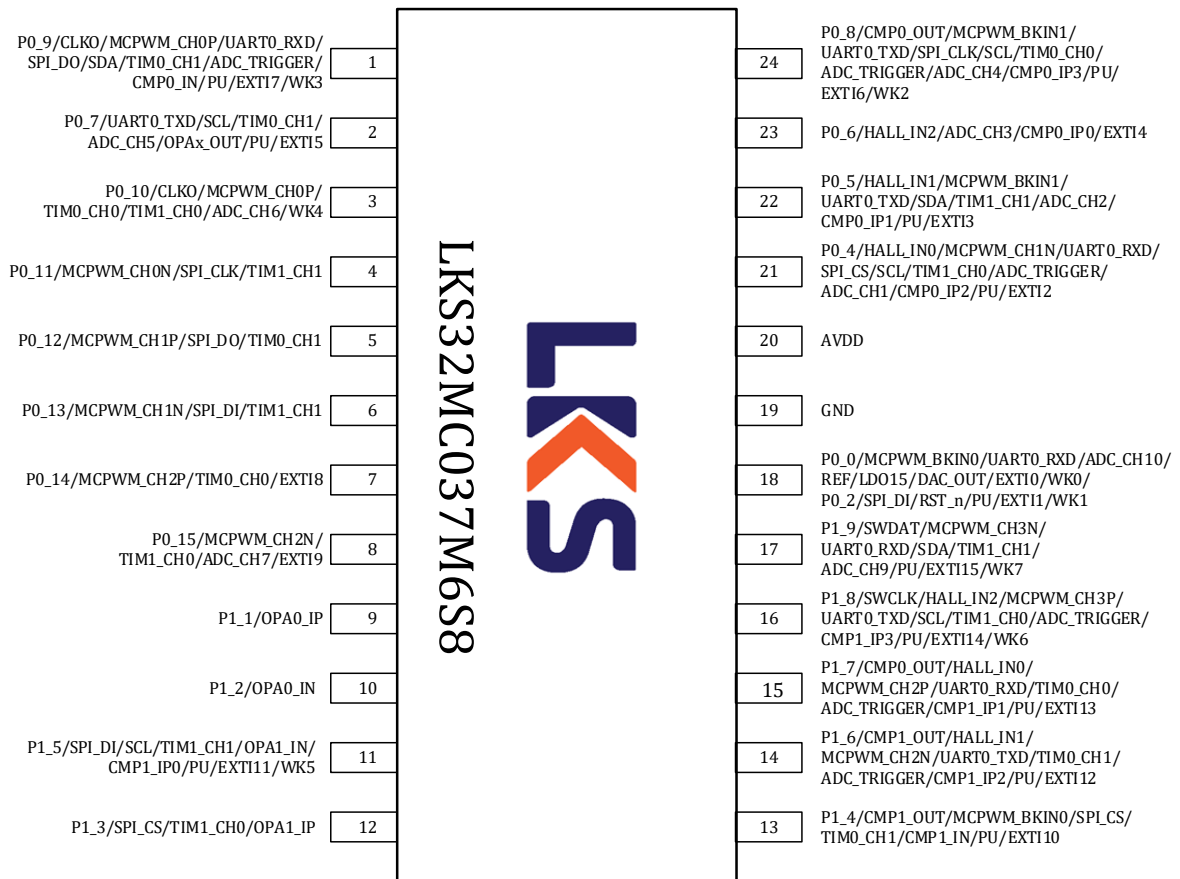 P0_9/CLKO/MCPWM_CH0P/UART0_RXD/
SPI_DO/SDA/TIM0_CH1/ADC_TRIGGER/
CMP0_IN/PU/EXTI7/WK3
1
P0_7/UART0_TXD/SCL/TIM0_CH1/
ADC_CH5/OPAx_OUT/PU/EXTI5
2
P0_10/CLKO/MCPWM_CH0P/
TIM0_CH0/TIM1_CH0/ADC_CH6/WK4
3
P0_11/MCPWM_CH0N/SPI_CLK/TIM1_CH1
4
P0_12/MCPWM_CH1P/SPI_DO/TIM0_CH1
5
P0_13/MCPWM_CH1N/SPI_DI/TIM1_CH1
6
P0_14/MCPWM_CH2P/TIM0_CH0/EXTI8
7
P0_15/MCPWM_CH2N/
TIM1_CH0/ADC_CH7/EXTI9
8
P1_1/OPA0_IP
9
P1_2/OPA0_IN
10
P1_5/SPI_DI/SCL/TIM1_CH1/OPA1_IN/
CMP1_IP0/PU/EXTI11/WK5
11
P1_3/SPI_CS/TIM1_CH0/OPA1_IP
12
LKS32MC037M6S8
LKS
24
P0_8/CMP0_OUT/MCPWM_BKIN1/
UART0_TXD/SPI_CLK/SCL/TIM0_CH0/
ADC_TRIGGER/ADC_CH4/CMP0_IP3/PU/
EXTI6/WK2
23
P0_6/HALL_IN2/ADC_CH3/CMP0_IP0/EXTI4
22
P0_5/HALL_IN1/MCPWM_BKIN1/
UART0_TXD/SDA/TIM1_CH1/ADC_CH2/
CMP0_IP1/PU/EXTI3
21
P0_4/HALL_IN0/MCPWM_CH1N/UART0_RXD/
SPI_CS/SCL/TIM1_CH0/ADC_TRIGGER/
ADC_CH1/CMP0_IP2/PU/EXTI2
20
AVDD
19
GND
18
P0_0/MCPWM_BKIN0/UART0_RXD/ADC_CH10/
REF/LDO15/DAC_OUT/EXTI0/WK0/
P0_2/SPI_DI/RST_n/PU/EXTI1/WK1
17
P1_9/SWDAT/MCPWM_CH3N/
UART0_RXD/SDA/TIM1_CH1/
ADC_CH9/PU/EXTI15/WK7
16
P1_8/SWCLK/HALL_IN2/MCPWM_CH3P/
UART0_TXD/SCL/TIM1_CH0/ADC_TRIGGER/
CMP1_IP3/PU/EXTI14/WK6
15
P1_7/CMP0_OUT/HALL_IN0/
MCPWM_CH2P/UART0_RXD/TIM0_CH0/
ADC_TRIGGER/CMP1_IP1/PU/EXTI13
14
P1_6/CMP1_OUT/HALL_IN1/
MCPWM_CH2N/UART0_TXD/TIM0_CH1/
ADC_TRIGGER/CMP1_IP2/PU/EXTI12
13
P1_4/CMP1_OUT/MCPWM_BKIN0/SPI_CS/
TIM0_CH1/CMP1_IN/PU/EXTI10